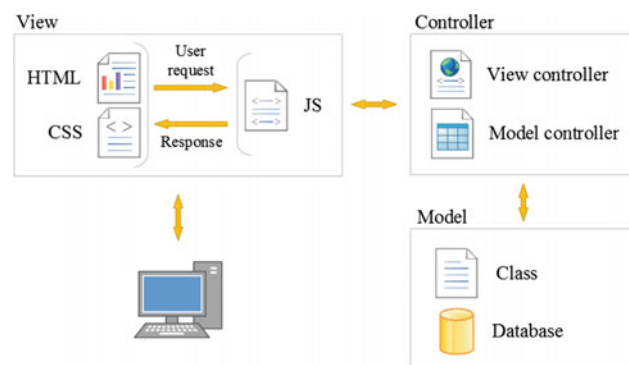 View
HTML
CSS
User
request
Response
JS
Controller
View controller
Model controller
Model
Class
Database